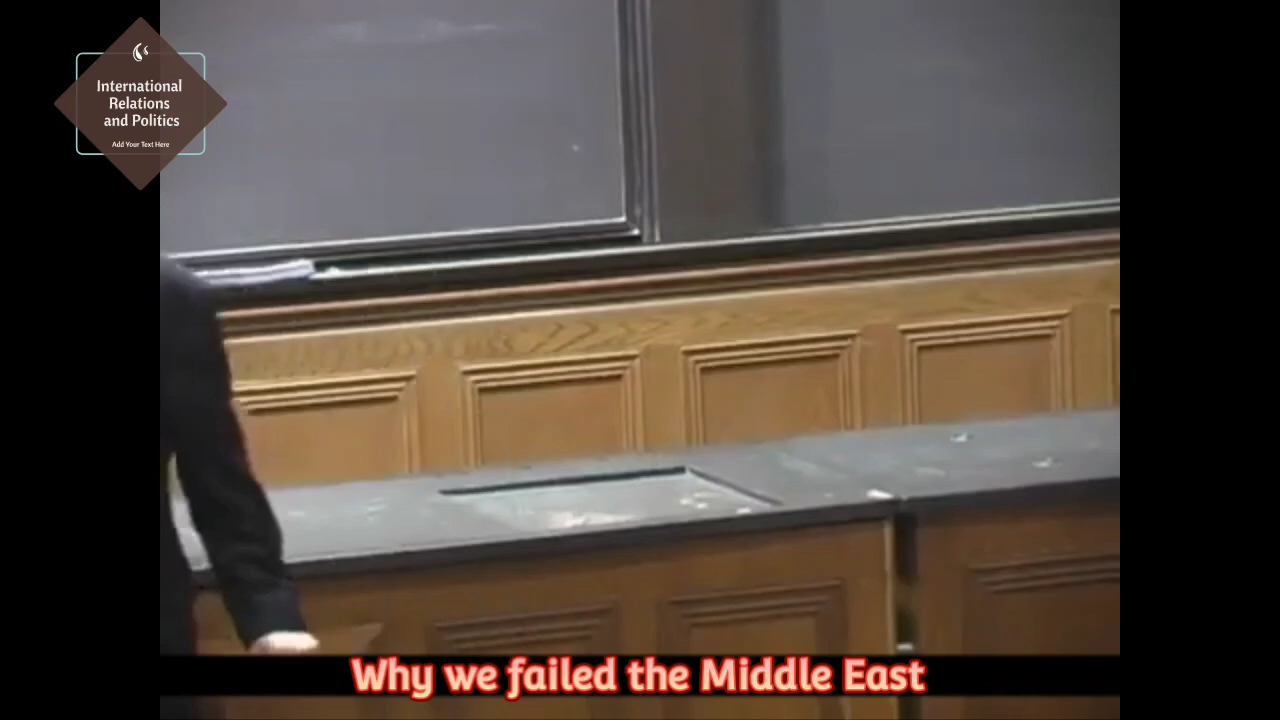 International
Relations
and Politics
Add Your Text Here
Why we failed the Middle East